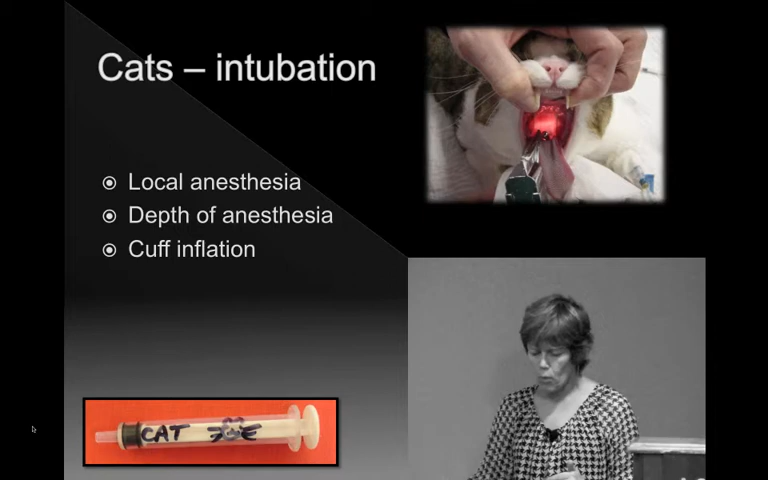 Cats – intubation
Local anesthesia
Depth of anesthesia
Cuff inflation
CAT